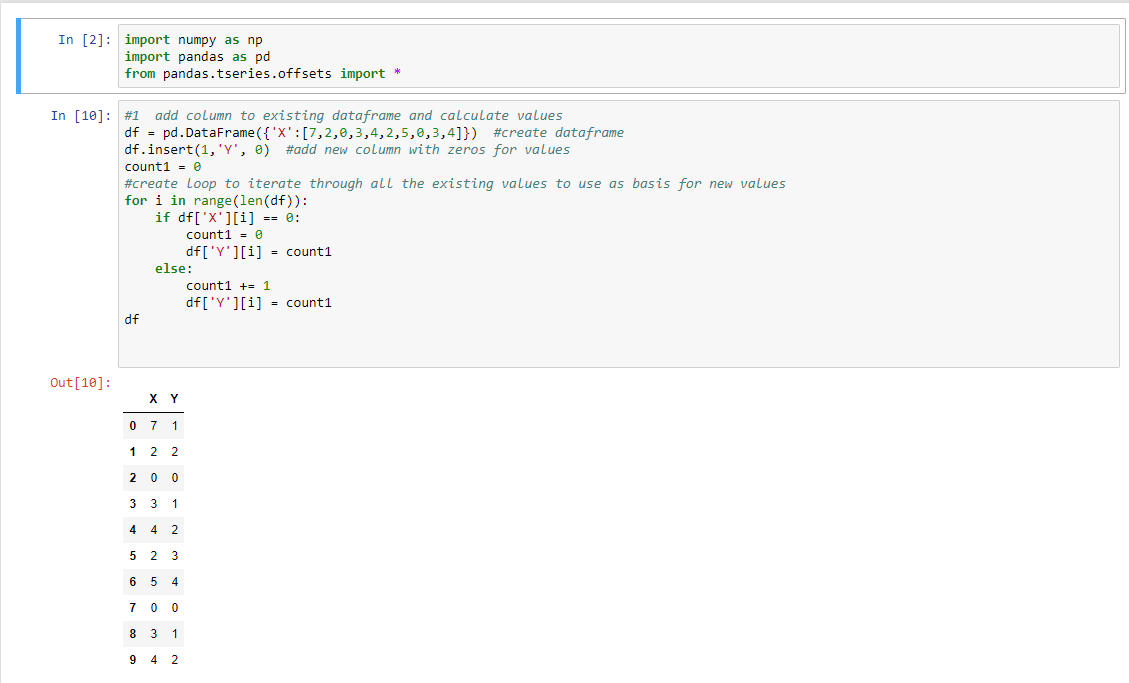 In [2]: import numpy as np
import pandas as pd
from pandas.tseries.offsets import *
In [10]: #1  add column to existing dataframe and calculate values
df = pd.DataFrame({'X':[7,2,0,3,4,2,5,0,3,4]})  #create dataframe
df.insert(1,'Y', 0)  #add new column with zeros for values
count1 = 0
#create loop to iterate through all the existing values to use as basis for new values
for i in range(len(df)):
    if df['X'][i] == 0:
        count1 = 0
        df['Y'][i] = count1
    else:
        count1 += 1
        df['Y'][i] = count1
df
Out[10]:
X Y
0 7 1
1 2 2
2 0 0
3 3 1
4 4 2
5 2 3
6 5 4
7 0 0
8 3 1
9 4 2